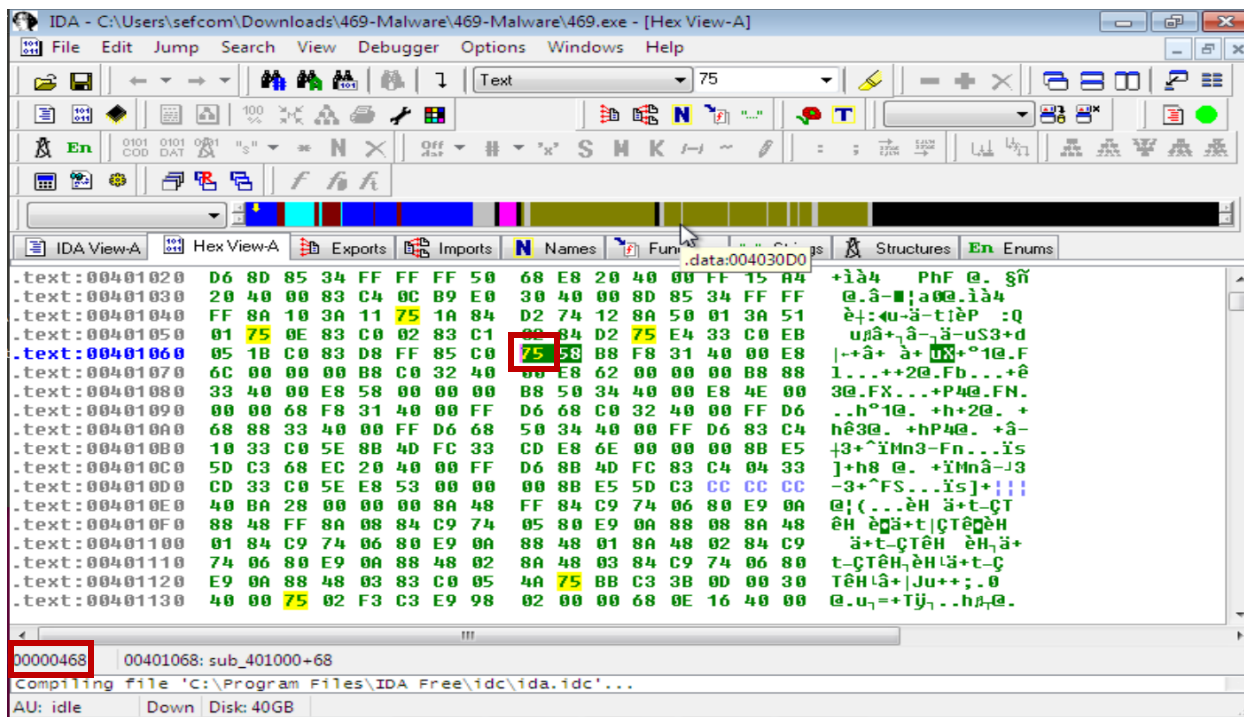 IDA - C:\Users\sefcom\Downloads\469-Malware\469-Malware\469.exe - [Hex View-A]
File Edit Jump Search View Debugger Options Windows Help
Text 75
En
IDA View-A Hex View-A Exports Imports N Names Fun Structures En Enums
.data:004030D0
.text:00401020 D6 8D 85 34 FF FF FF 50 68 E8 20 40 00 FF 15 A4
.text:00401030 20 40 00 83 C4 0C B9 E0 30 40 00 8D 85 34 FF FF
.text:00401040 FF 8A 10 3A 11 75 1A 84 D2 74 12 8A 50 01 3A 51
.text:00401050 01 75 0E 83 C0 02 83 C1 02 84 D2 75 E4 33 C0 EB
.text:00401060 05 1B C0 83 D8 FF 85 C0 75 58 B8 F8 31 40 00 E8
.text:00401070 6C 00 00 00 B8 C0 32 40 00 E8 62 00 00 00 B8 88
.text:00401080 33 40 00 E8 58 00 00 00 B8 50 34 40 00 E8 4E 00
.text:00401090 00 00 68 F8 31 40 00 FF D6 68 C0 32 40 00 FF D6
.text:004010A0 68 88 33 40 00 FF D6 68 50 34 40 00 FF D6 83 C4
.text:004010B0 10 33 C0 5E 8B 4D FC 33 CD E8 6E 00 00 00 8B E5
.text:004010C0 5D C3 68 EC 20 40 00 FF D6 8B 4D FC 83 C4 04 33
.text:004010D0 CD 33 C0 5E E8 53 00 00 00 8B E5 5D C3 CC CC CC
.text:004010E0 40 BA 28 00 00 00 8A 48 FF 84 C9 74 06 80 E9 0A
.text:004010F0 88 48 FF 8A 08 84 C9 74 05 80 E9 0A 88 08 8A 48
.text:00401100 01 84 C9 74 06 80 E9 0A 88 48 01 8A 48 02 84 C9
.text:00401110 74 06 80 E9 0A 88 48 02 8A 48 03 84 C9 74 06 80
.text:00401120 E9 0A 88 48 03 83 C0 05 4A 75 BB C3 3B 0D 00 30
.text:00401130 40 00 75 02 F3 C3 E9 98 02 00 00 68 0E 16 40 00
00000468 00401068: sub_401000+68
Compiling file 'C:\Program Files\IDA Free\idc\ida.idc'...
AU: idle Down Disk: 40GB